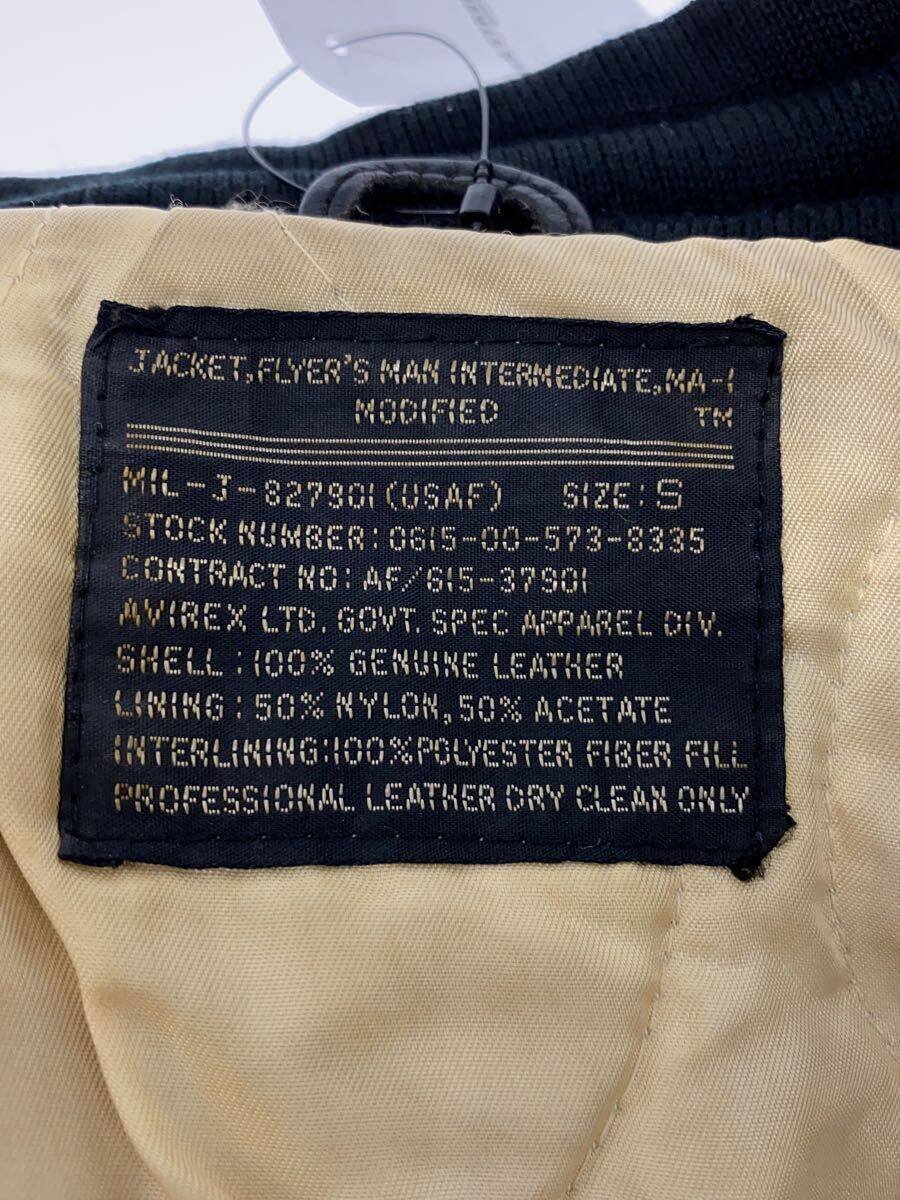 JACKET,FLYER'S MAN INTERMEDIATE,MA-1
MODIFIED TM
MIL-J-827901(USAF) SIZE:S
STOCK NUMBER:0615-00-573-8335
CONTRACT NO: AF/615-37901
AVIREX LTD. GOVT. SPEC APPAREL DIV.
SHELL:100% GENUINE LEATHER
LINING:50% NYLON,50% ACETATE
INTERLINING:100%POLYESTER FIBER FILL
PROFESSIONAL LEATHER DRY CLEAN ONLY